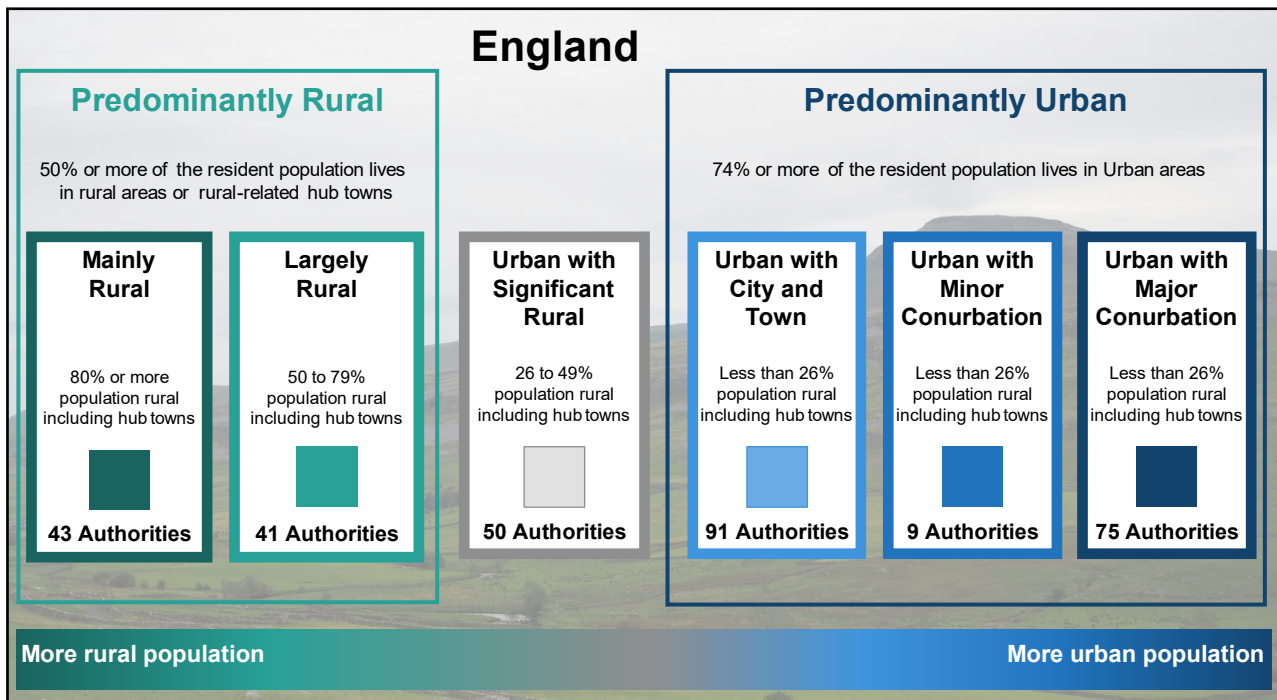 England
Predominantly Rural
50% or more of the resident population lives
in rural areas or rural-related hub towns
Mainly
Rural
80% or more
population rural
including hub towns
43 Authorities
Largely
Rural
50 to 79%
population rural
including hub towns
41 Authorities
Urban with
Significant
Rural
26 to 49%
population rural
including hub towns
50 Authorities
Predominantly Urban
74% or more of the resident population lives in Urban areas
Urban with
City and
Town
Less than 26%
population rural
including hub towns
91 Authorities
Urban with
Minor
Conurbation
Less than 26%
population rural
including hub towns
9 Authorities
Urban with
Major
Conurbation
Less than 26%
population rural
including hub towns
75 Authorities
More rural population
More urban population